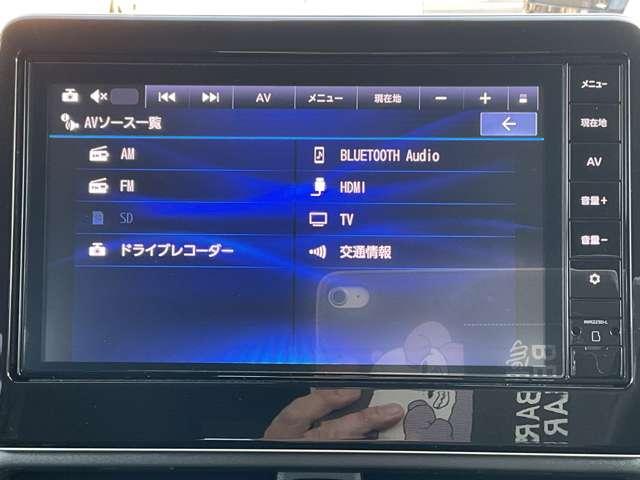 AV メニュー 現在地 − +
AVソース一覧 ←
AM
BLUETOOTH Audio
FM
HDMI
SD
TV
ドライブレコーダー
交通情報
メニュー
現在地
AV
音量+
音量−
LAR
BAR